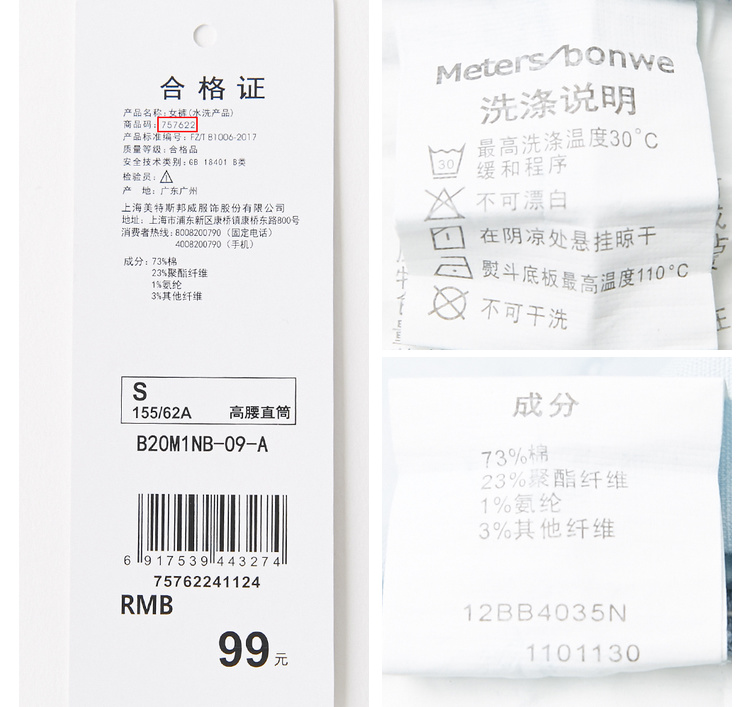 合格证
产品名称: 女裤(水洗产品)
商品码: 757622
产品标准编号: FZ/T 81006-2017
质量等级: 合格品
安全技术类别: GB 18401 B类
检验员:
产 地: 广东广州
上海美特斯邦威服饰股份有限公司
地址: 上海市浦东新区康桥镇康桥东路800号
消费者热线: 8008200790 (固定电话)
4008200790 (手机)
成分: 73%棉
23%聚酯纤维
1%氨纶
3%其他纤维
S
155/62A 高腰直筒
B20M1NB-09-A
6 917539 443274
75762241124
RMB
99元
Meters/bonwe
洗涤说明
30
最高洗涤温度30°C
缓和程序
不可漂白
在阴凉处悬挂晾干
熨斗底板最高温度110°C
不可干洗
成分
73%棉
23%聚酯纤维
1%氨纶
3%其他纤维
12BB4035N
1101130